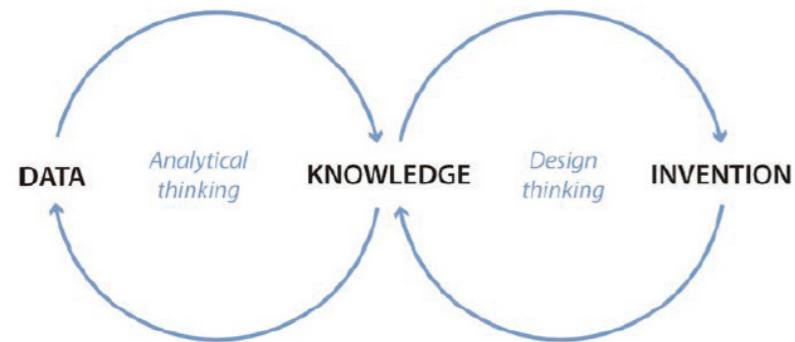 DATA
Analytical
thinking
KNOWLEDGE
Design
thinking
INVENTION